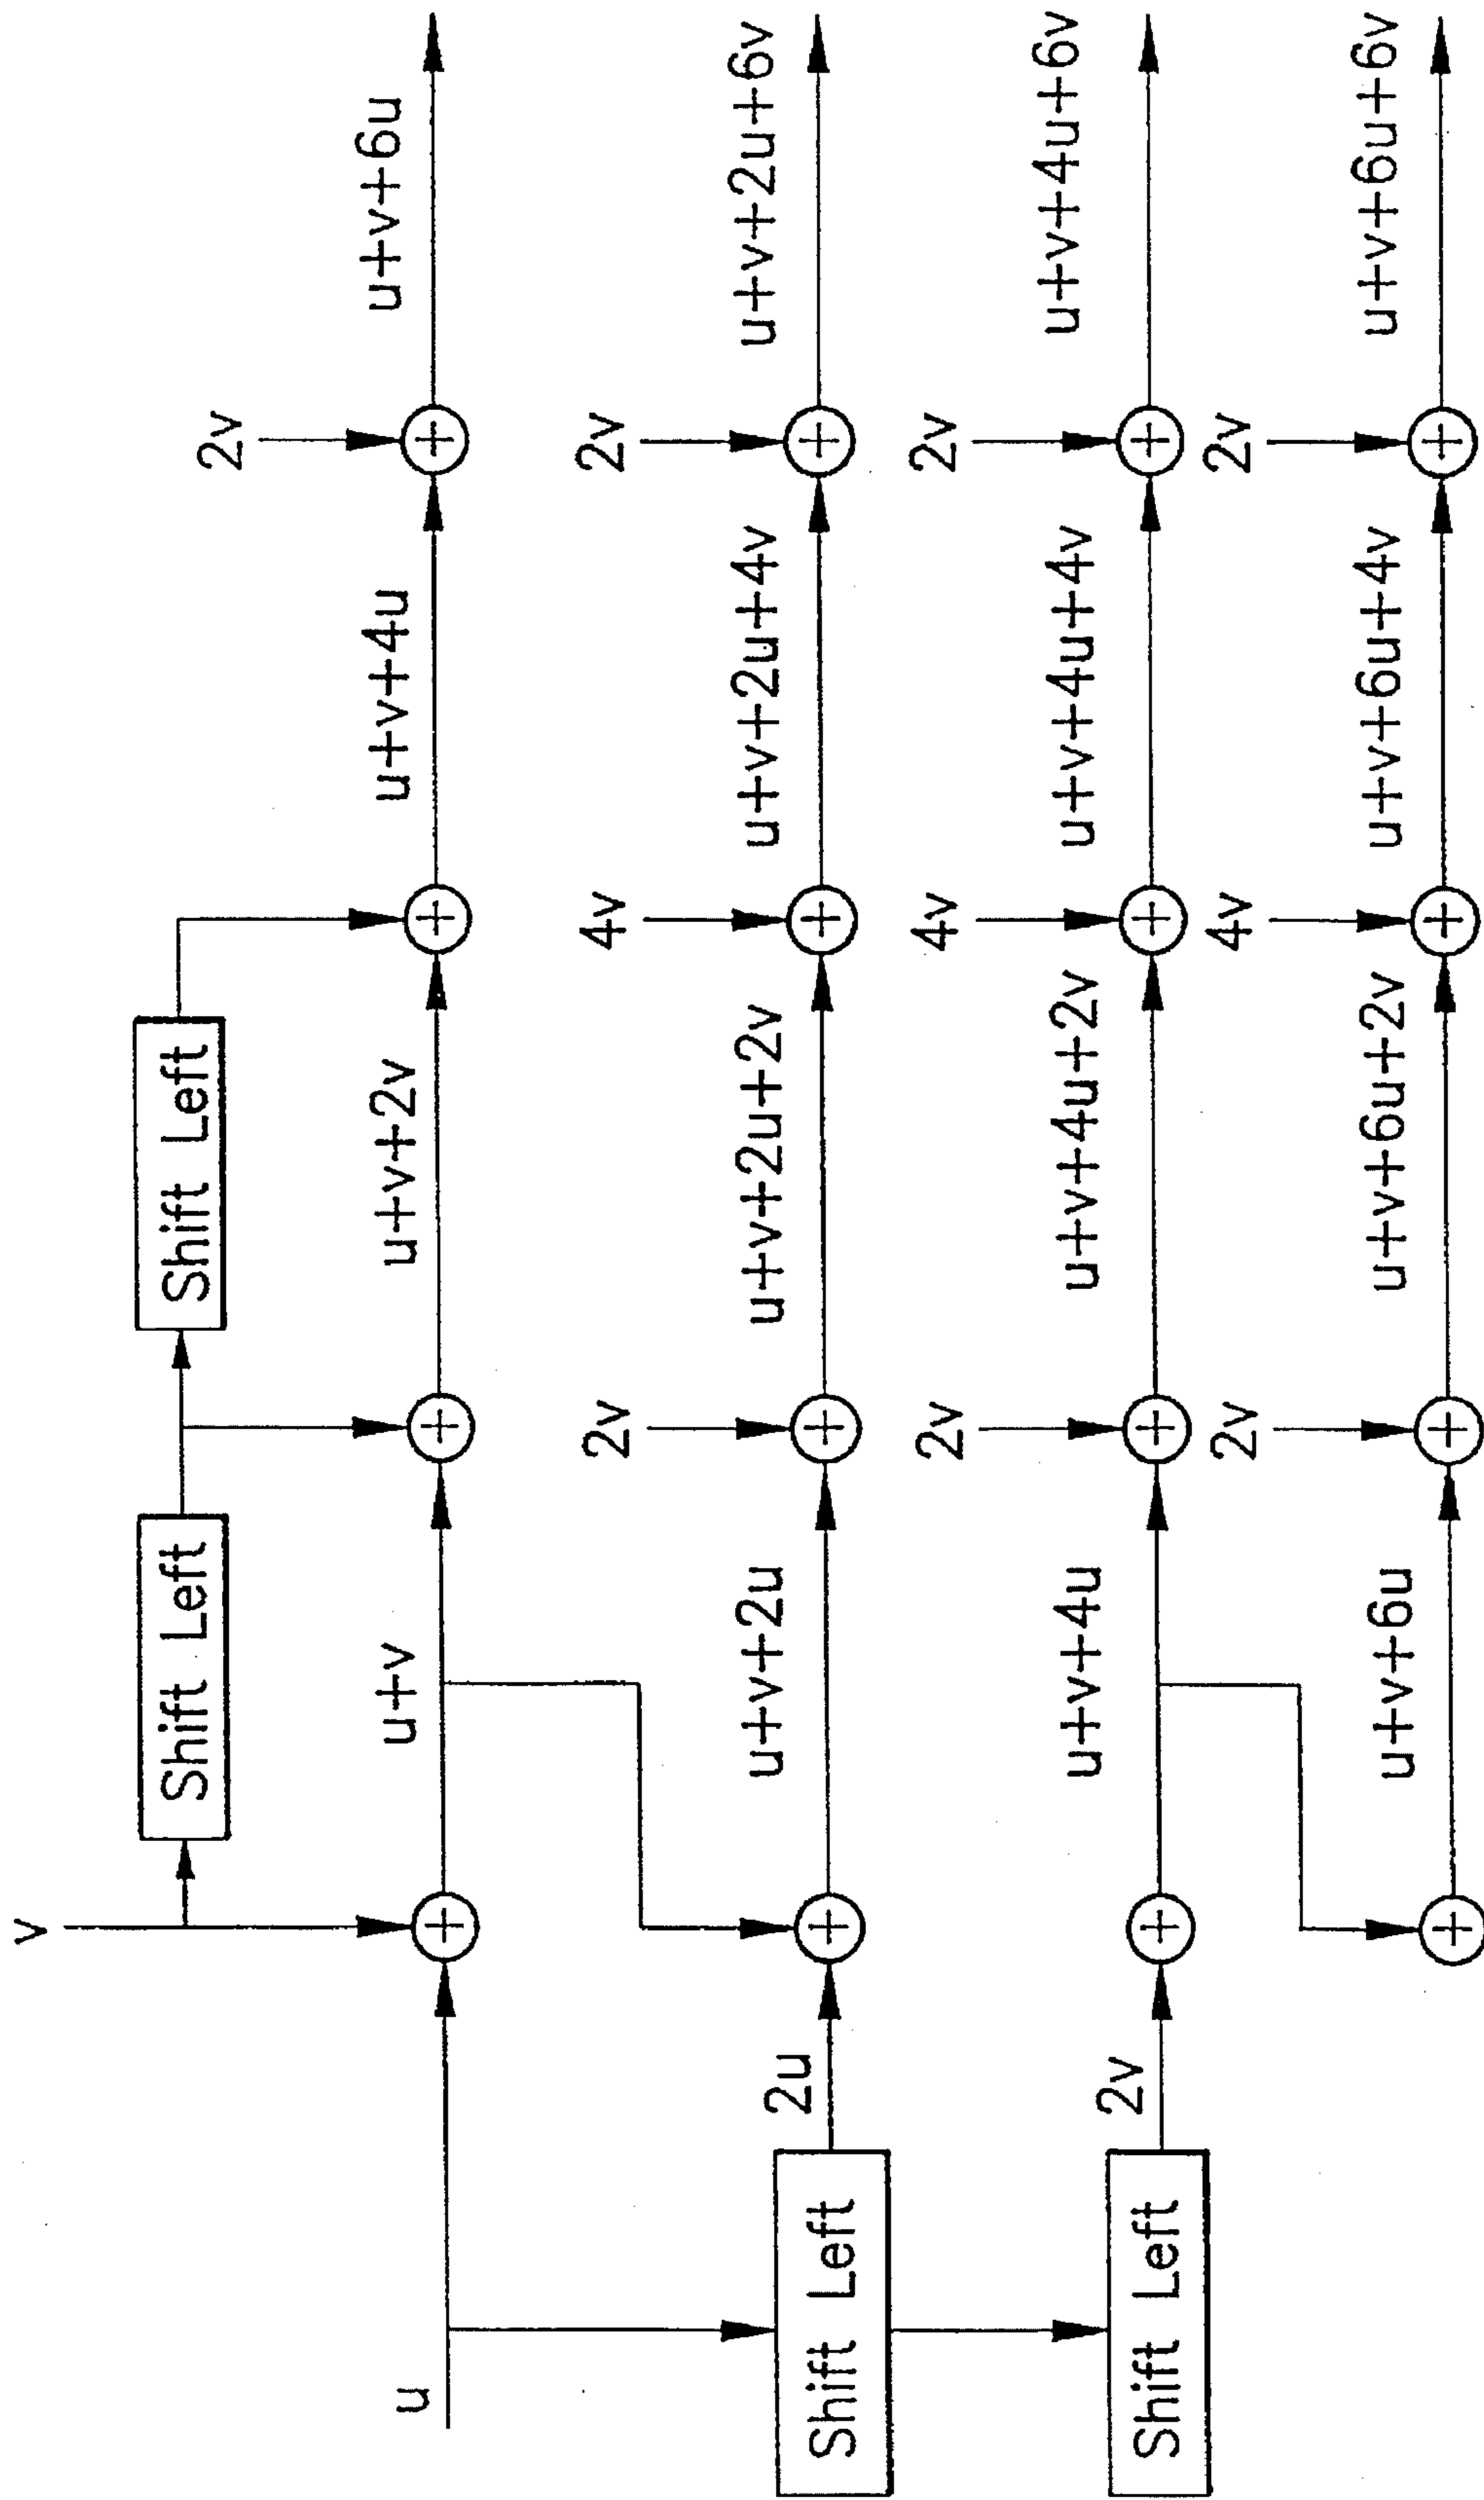 v
Shift Left
Shift Left
2v
u
u+v
u+v+2v
u+v+4u
u+v+6u
2v
4v
2v
Shift Left
2u
u+v+2u
u+v+2u+2v
u+v+2u+4v
u+v+2u+6v
2v
4v
2v
Shift Left
2v
u+v+4u
u+v+4u+2v
u+v+4u+4v
u+v+4u+6v
2v
4v
2v
u+v+6u
u+v+6u+2v
u+v+6u+4v
u+v+6u+6v